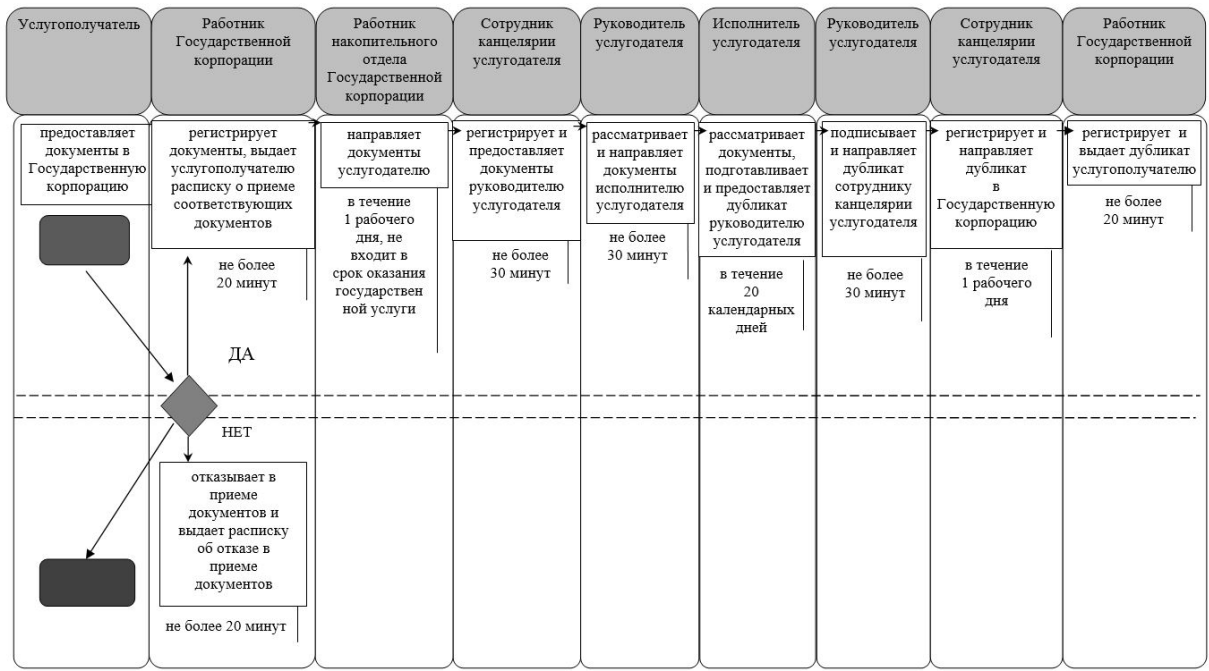 Услугополучатель
Работник
Государственной
корпорации
Работник
накопительного
отдела
Государственной
корпорации
Сотрудник
канцелярии
услугодателя
Руководитель
услугодателя
Исполнитель
услугодателя
Руководитель
услугодателя
Сотрудник
канцелярии
услугодателя
Работник
Государственной
корпорации
предоставляет
документы в
Государственную
корпорацию
регистрирует
документы, выдает
услугополучателю
расписку о приеме
соответствующих
документов
не более
20 минут
направляет
документы
услугодателю
в течение
1 рабочего
дня, не
входит в
срок оказания
государствен
ной услуги
регистрирует и
предоставляет
документы
руководителю
услугодателя
не более
30 минут
рассматривает
и направляет
документы
исполнителю
услугодателя
не более
30 минут
рассматривает
документы,
подготавливает
и предоставляет
дубликат
руководителю
услугодателя
в течение
20
календарных
дней
подписывает
и направляет
дубликат
сотруднику
канцелярии
услугодателя
не более
30 минут
регистрирует и
направляет
дубликат
в
Государственную
корпорацию
в течение
1 рабочего
дня
регистрирует и
выдает дубликат
услугополучателю
не более
20 минут
ДА
НЕТ
отказывает в
приеме
документов и
выдает расписку
об отказе в
приеме
документов
не более 20 минут